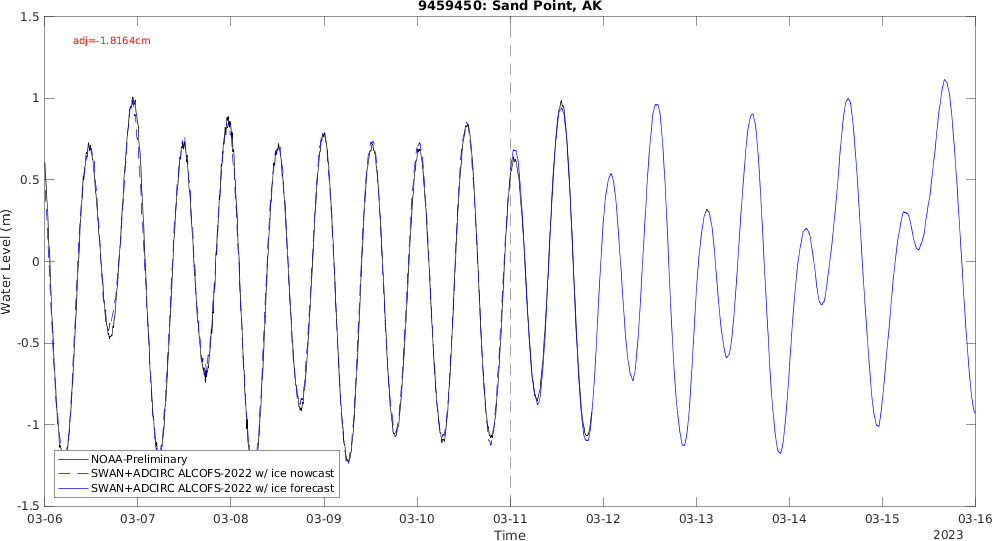 9459450: Sand Point, AK
adj=-1.8164cm
Water Level (m)
1.5
1
0.5
0
-0.5
-1
-1.5
NOAA-Preliminary
SWAN+ADCIRC ALCOFS-2022 w/ ice nowcast
SWAN+ADCIRC ALCOFS-2022 w/ ice forecast
03-06 03-07 03-08 03-09 03-10 03-11 03-12 03-13 03-14 03-15 03-16
Time
2023